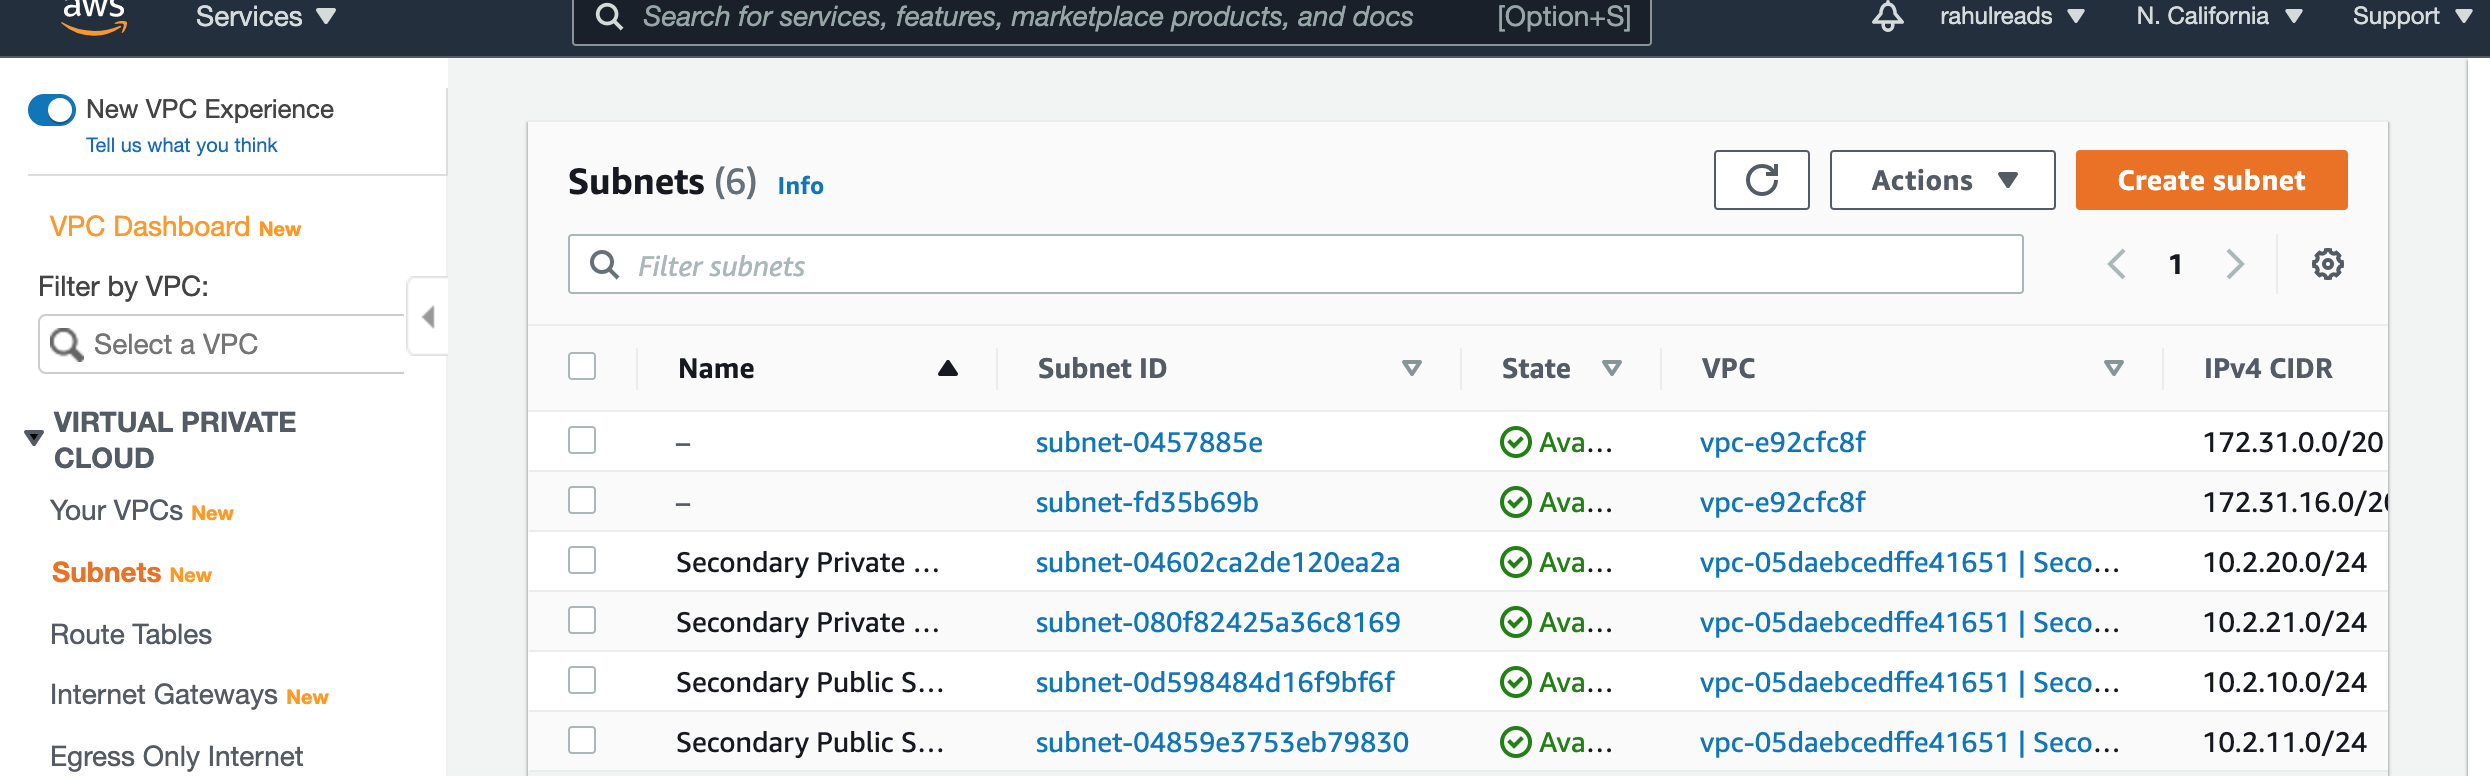 aws Services Search for services, features, marketplace products, and docs [Option+S] rahulreads N. California Support
New VPC Experience
Tell us what you think
VPC Dashboard New
Filter by VPC:
Select a VPC
VIRTUAL PRIVATE
CLOUD
Your VPCs New
Subnets New
Route Tables
Internet Gateways New
Egress Only Internet
Subnets (6) Info
Actions
Create subnet
Filter subnets
1
Name Subnet ID State VPC IPv4 CIDR
– subnet-0457885e Ava... vpc-e92cfc8f 172.31.0.0/20
– subnet-fd35b69b Ava... vpc-e92cfc8f 172.31.16.0/20
Secondary Private ... subnet-04602ca2de120ea2a Ava... vpc-05daebcedffe41651 | Seco... 10.2.20.0/24
Secondary Private ... subnet-080f82425a36c8169 Ava... vpc-05daebcedffe41651 | Seco... 10.2.21.0/24
Secondary Public S... subnet-0d598484d16f9bf6f Ava... vpc-05daebcedffe41651 | Seco... 10.2.10.0/24
Secondary Public S... subnet-04859e3753eb79830 Ava... vpc-05daebcedffe41651 | Seco... 10.2.11.0/24